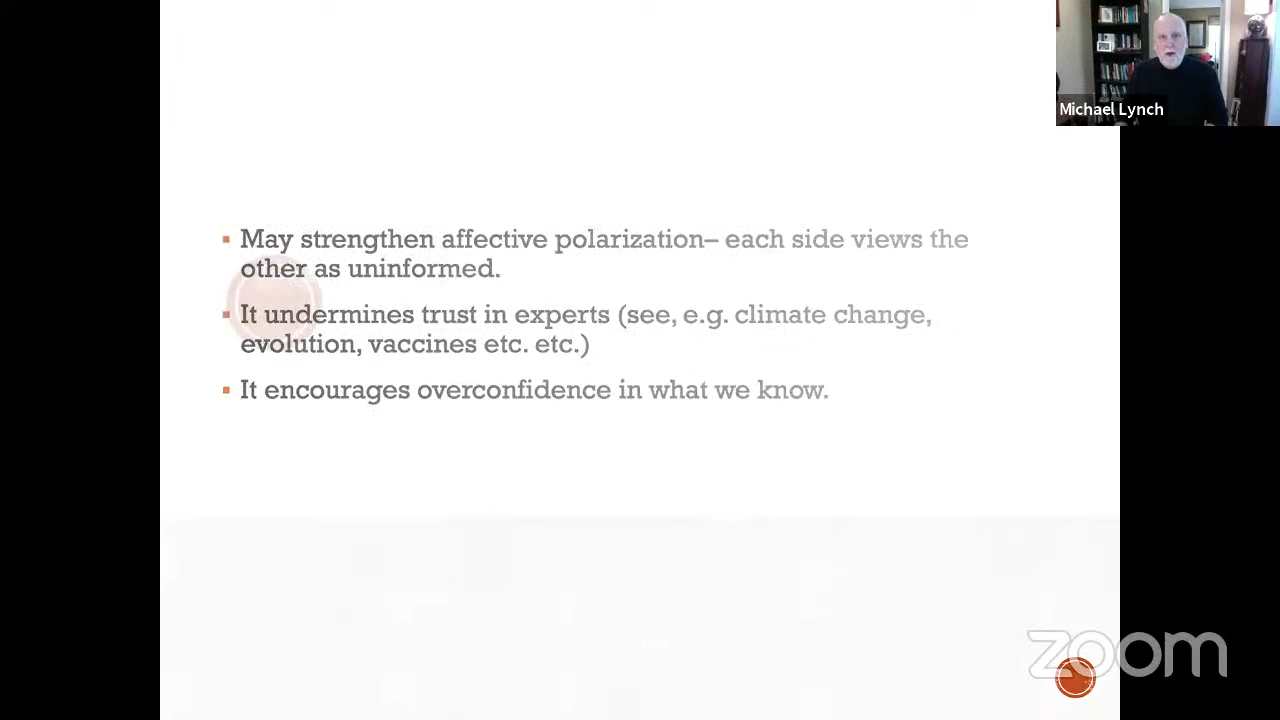 Michael Lynch
▪ May strengthen affective polarization– each side views the
other as uninformed.
▪ It undermines trust in experts (see, e.g. climate change,
evolution, vaccines etc. etc.)
▪ It encourages overconfidence in what we know.
zoom